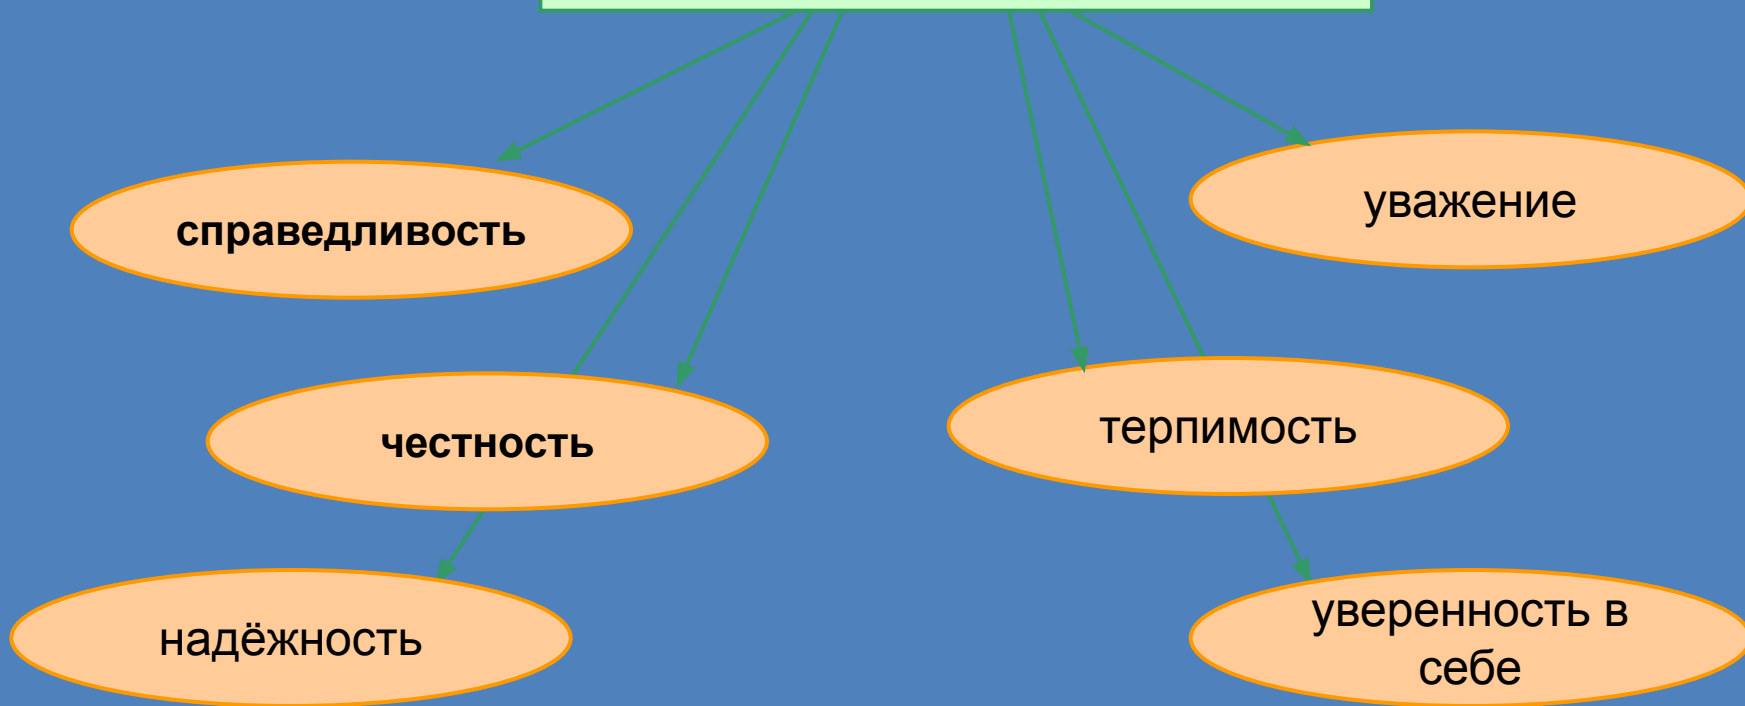 справедливость
уважение
честность
терпимость
надёжность
уверенность в
себе